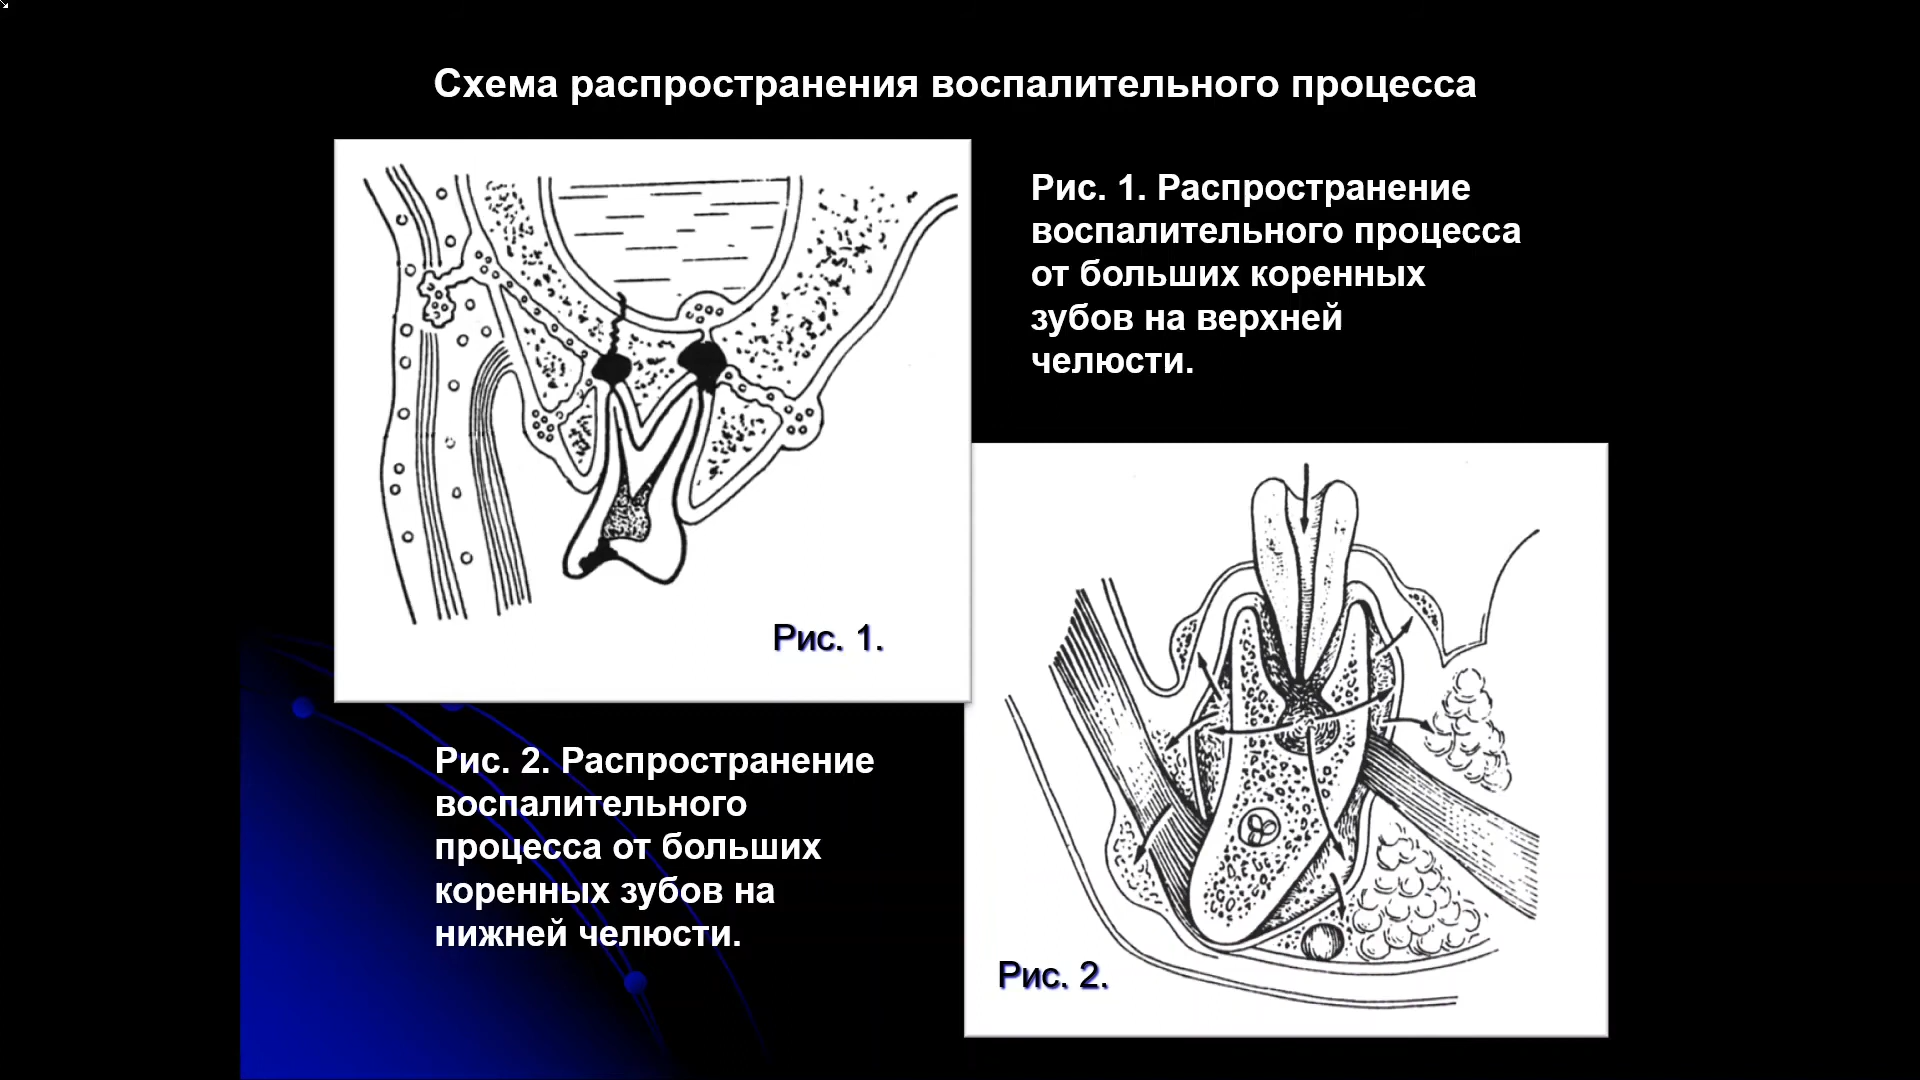 Схема распространения воспалительного процесса
Рис. 1. Распространение
воспалительного процесса
от больших коренных
зубов на верхней
челюсти.
Рис. 1.
Рис. 2. Распространение
воспалительного
процесса от больших
коренных зубов на
нижней челюсти.
Рис. 2.